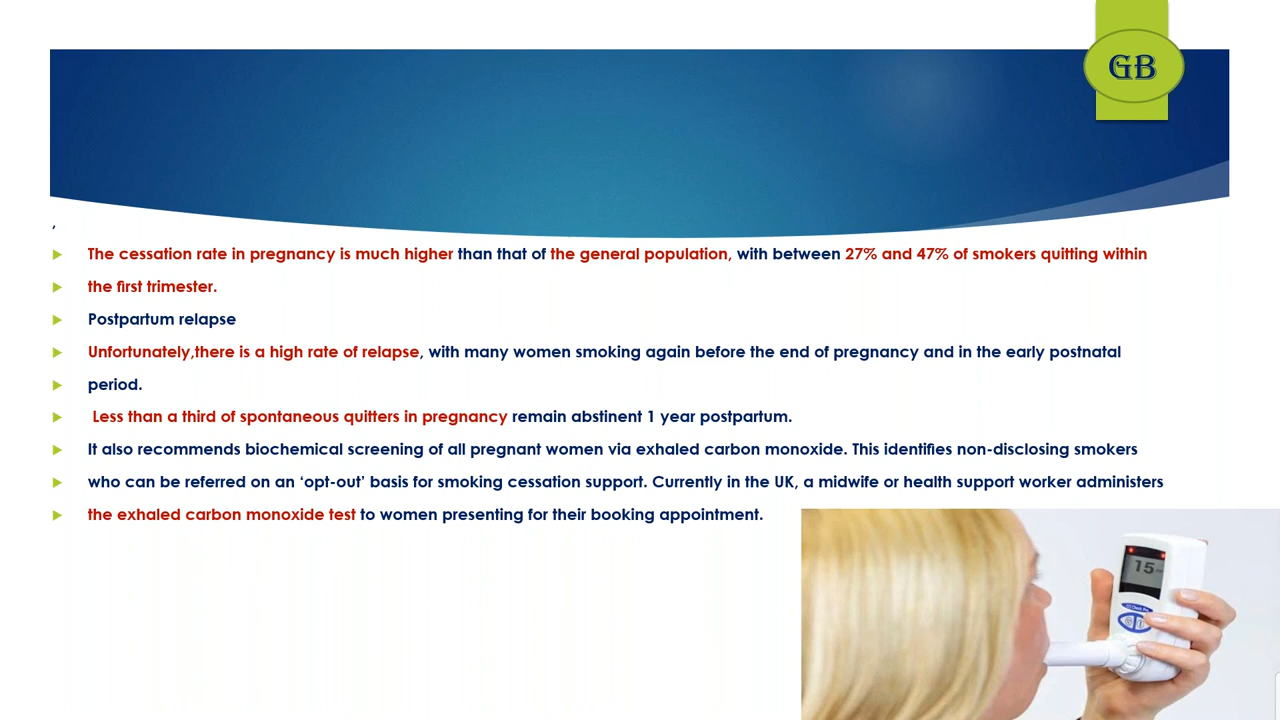 GB
,
The cessation rate in pregnancy is much higher than that of the general population, with between 27% and 47% of smokers quitting within
the first trimester.
Postpartum relapse
Unfortunately,there is a high rate of relapse, with many women smoking again before the end of pregnancy and in the early postnatal
period.
Less than a third of spontaneous quitters in pregnancy remain abstinent 1 year postpartum.
It also recommends biochemical screening of all pregnant women via exhaled carbon monoxide. This identifies non-disclosing smokers
who can be referred on an ‘opt-out’ basis for smoking cessation support. Currently in the UK, a midwife or health support worker administers
the exhaled carbon monoxide test to women presenting for their booking appointment.
15